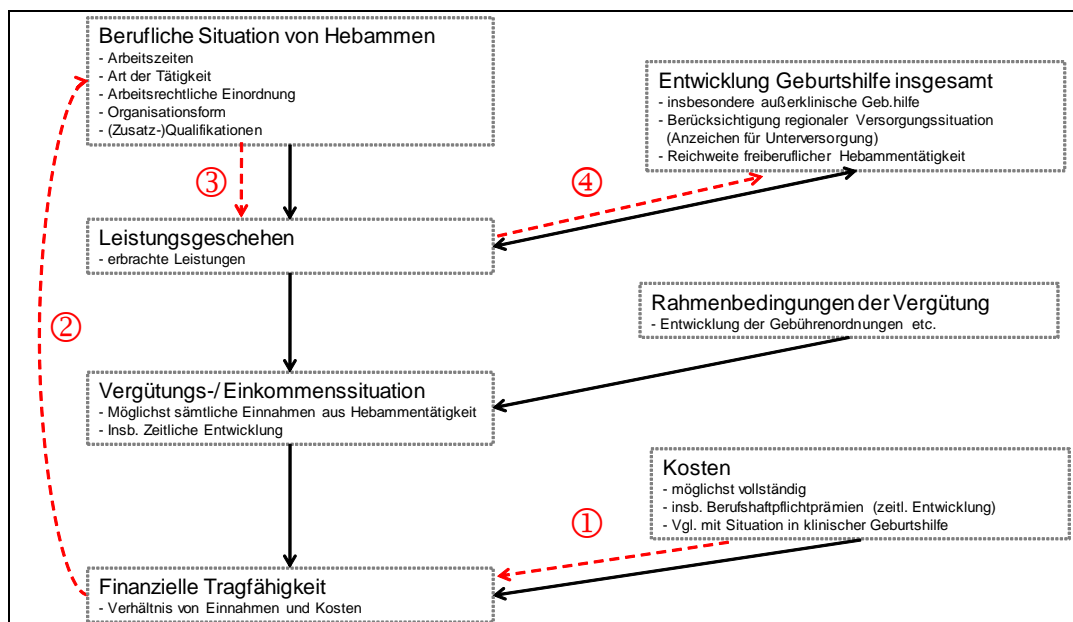 Berufliche Situation von Hebammen
- Arbeitszeiten
- Art der Tätigkeit
- Arbeitsrechtliche Einordnung
- Organisationsform
- (Zusatz-)Qualifikationen
Entwicklung Geburtshilfe insgesamt
- insbesondere außerklinische Geb.hilfe
- Berücksichtigung regionaler Versorgungssituation
(Anzeichen für Unterversorgung)
- Reichweite freiberuflicher Hebammentätigkeit
③
④
Leistungsgeschehen
- erbrachte Leistungen
Rahmenbedingungen der Vergütung
- Entwicklung der Gebührenordnungen etc.
②
Vergütungs-/ Einkommenssituation
- Möglichst sämtliche Einnahmen aus Hebammentätigkeit
- Insb. Zeitliche Entwicklung
Kosten
- möglichst vollständig
- insb. Berufshaftpflichtprämien (zeitl. Entwicklung)
- Vgl. mit Situation in klinischer Geburtshilfe
①
Finanzielle Tragfähigkeit
- Verhältnis von Einnahmen und Kosten